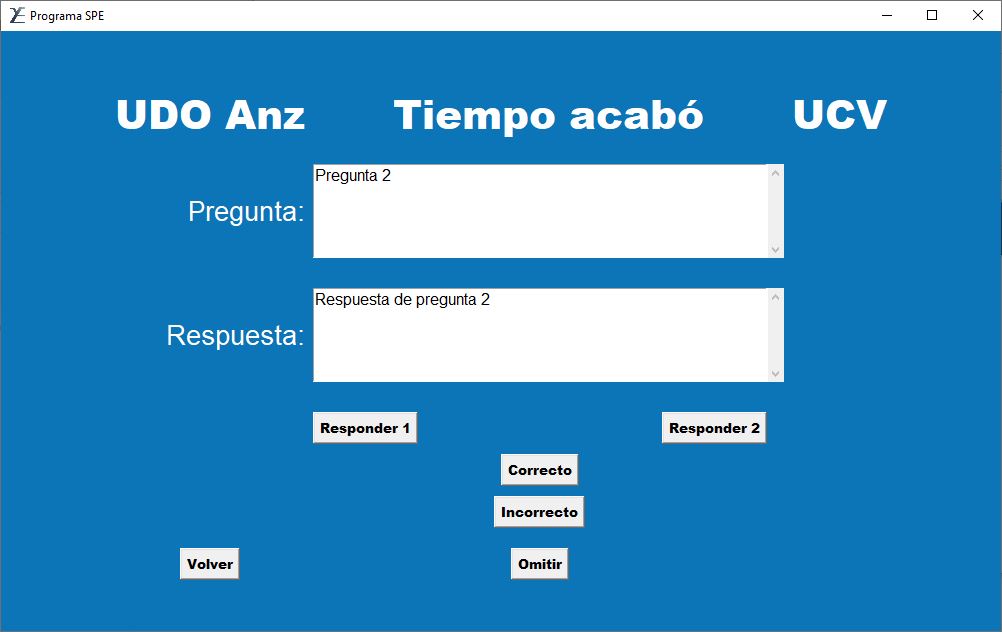 Programa SPE
UDO Anz Tiempo acabó UCV
Pregunta: Pregunta 2
Respuesta: Respuesta de pregunta 2
Responder 1 Responder 2
Correcto
Incorrecto
Volver Omitir